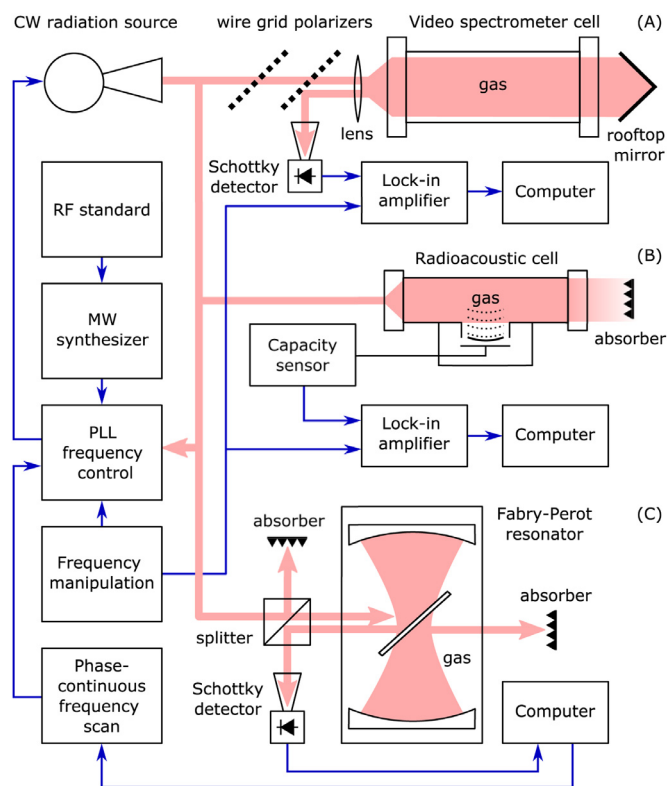 CW radiation source
wire grid polarizers
Video spectrometer cell
(A)
gas
lens
rooftop
mirror
Schottky
detector
Lock-in
amplifier
Computer
RF standard
Radioacoustic cell
(B)
gas
absorber
MW
synthesizer
Capacity
sensor
PLL
frequency
control
Lock-in
amplifier
Computer
absorber
Fabry-Perot
resonator
(C)
Frequency
manipulation
absorber
splitter
gas
Phase-
continuous
frequency
scan
Schottky
detector
Computer